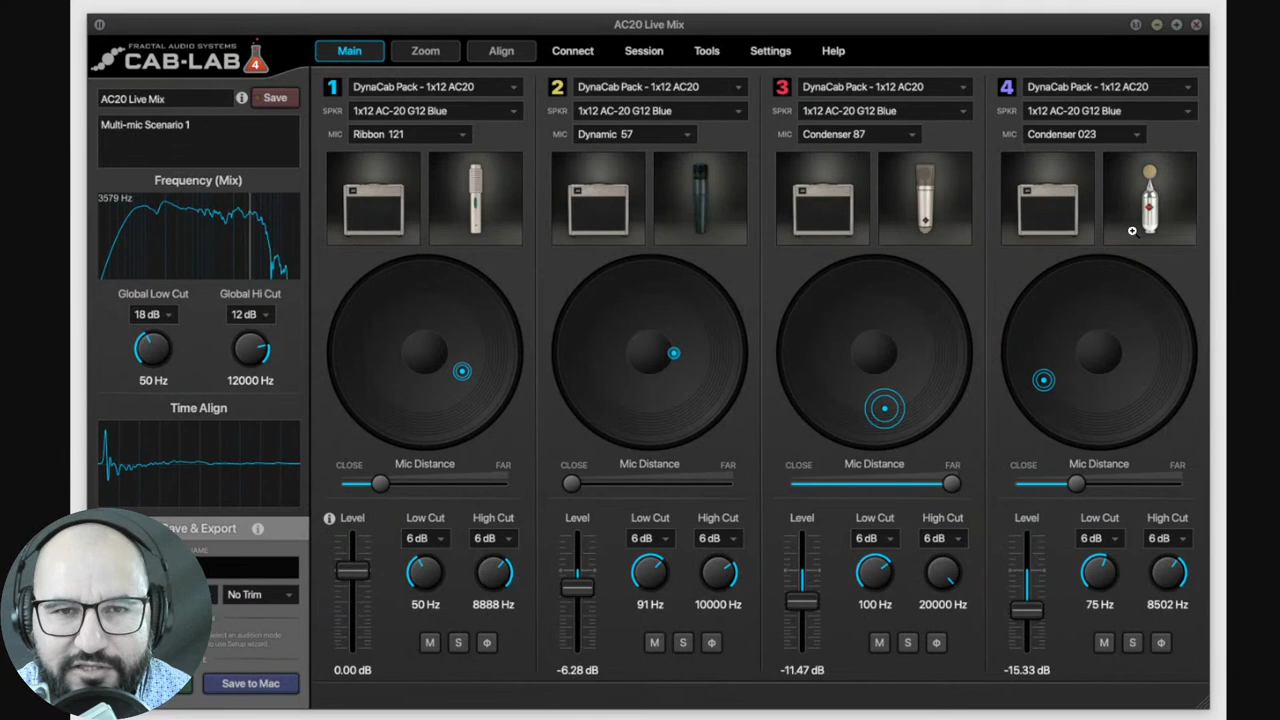 AC20 Live Mix
FRACTAL AUDIO SYSTEMS
CAB-LAB 4
Main Zoom Align Connect Session Tools Settings Help
AC20 Live Mix Save
Multi-mic Scenario 1
Frequency (Mix)
3579 Hz
Global Low Cut Global Hi Cut
18 dB 12 dB
50 Hz 12000 Hz
Time Align
Save & Export
NAME
No Trim
select an audition mode
use Setup wizard.
Save to Mac
1 DynaCab Pack - 1x12 AC20
SPKR 1x12 AC-20 G12 Blue
MIC Ribbon 121
CLOSE Mic Distance FAR
Level Low Cut High Cut
6 dB 6 dB
50 Hz 8888 Hz
M S Φ
0.00 dB
2 DynaCab Pack - 1x12 AC20
SPKR 1x12 AC-20 G12 Blue
MIC Dynamic 57
CLOSE Mic Distance FAR
Level Low Cut High Cut
6 dB 6 dB
91 Hz 10000 Hz
M S Φ
-6.28 dB
3 DynaCab Pack - 1x12 AC20
SPKR 1x12 AC-20 G12 Blue
MIC Condenser 87
CLOSE Mic Distance FAR
Level Low Cut High Cut
6 dB 6 dB
100 Hz 20000 Hz
M S Φ
-11.47 dB
4 DynaCab Pack - 1x12 AC20
SPKR 1x12 AC-20 G12 Blue
MIC Condenser 023
CLOSE Mic Distance FAR
Level Low Cut High Cut
6 dB 6 dB
75 Hz 8502 Hz
M S Φ
-15.33 dB